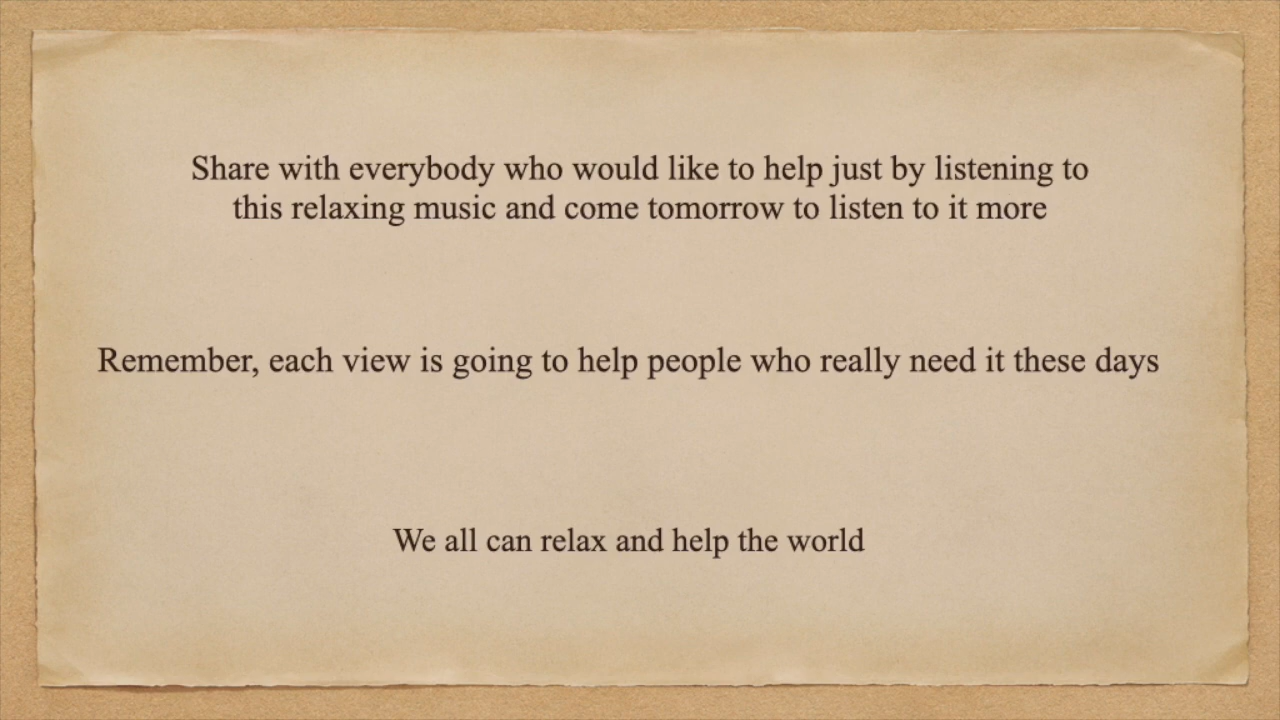 Share with everybody who would like to help just by listening to
this relaxing music and come tomorrow to listen to it more
Remember, each view is going to help people who really need it these days
We all can relax and help the world